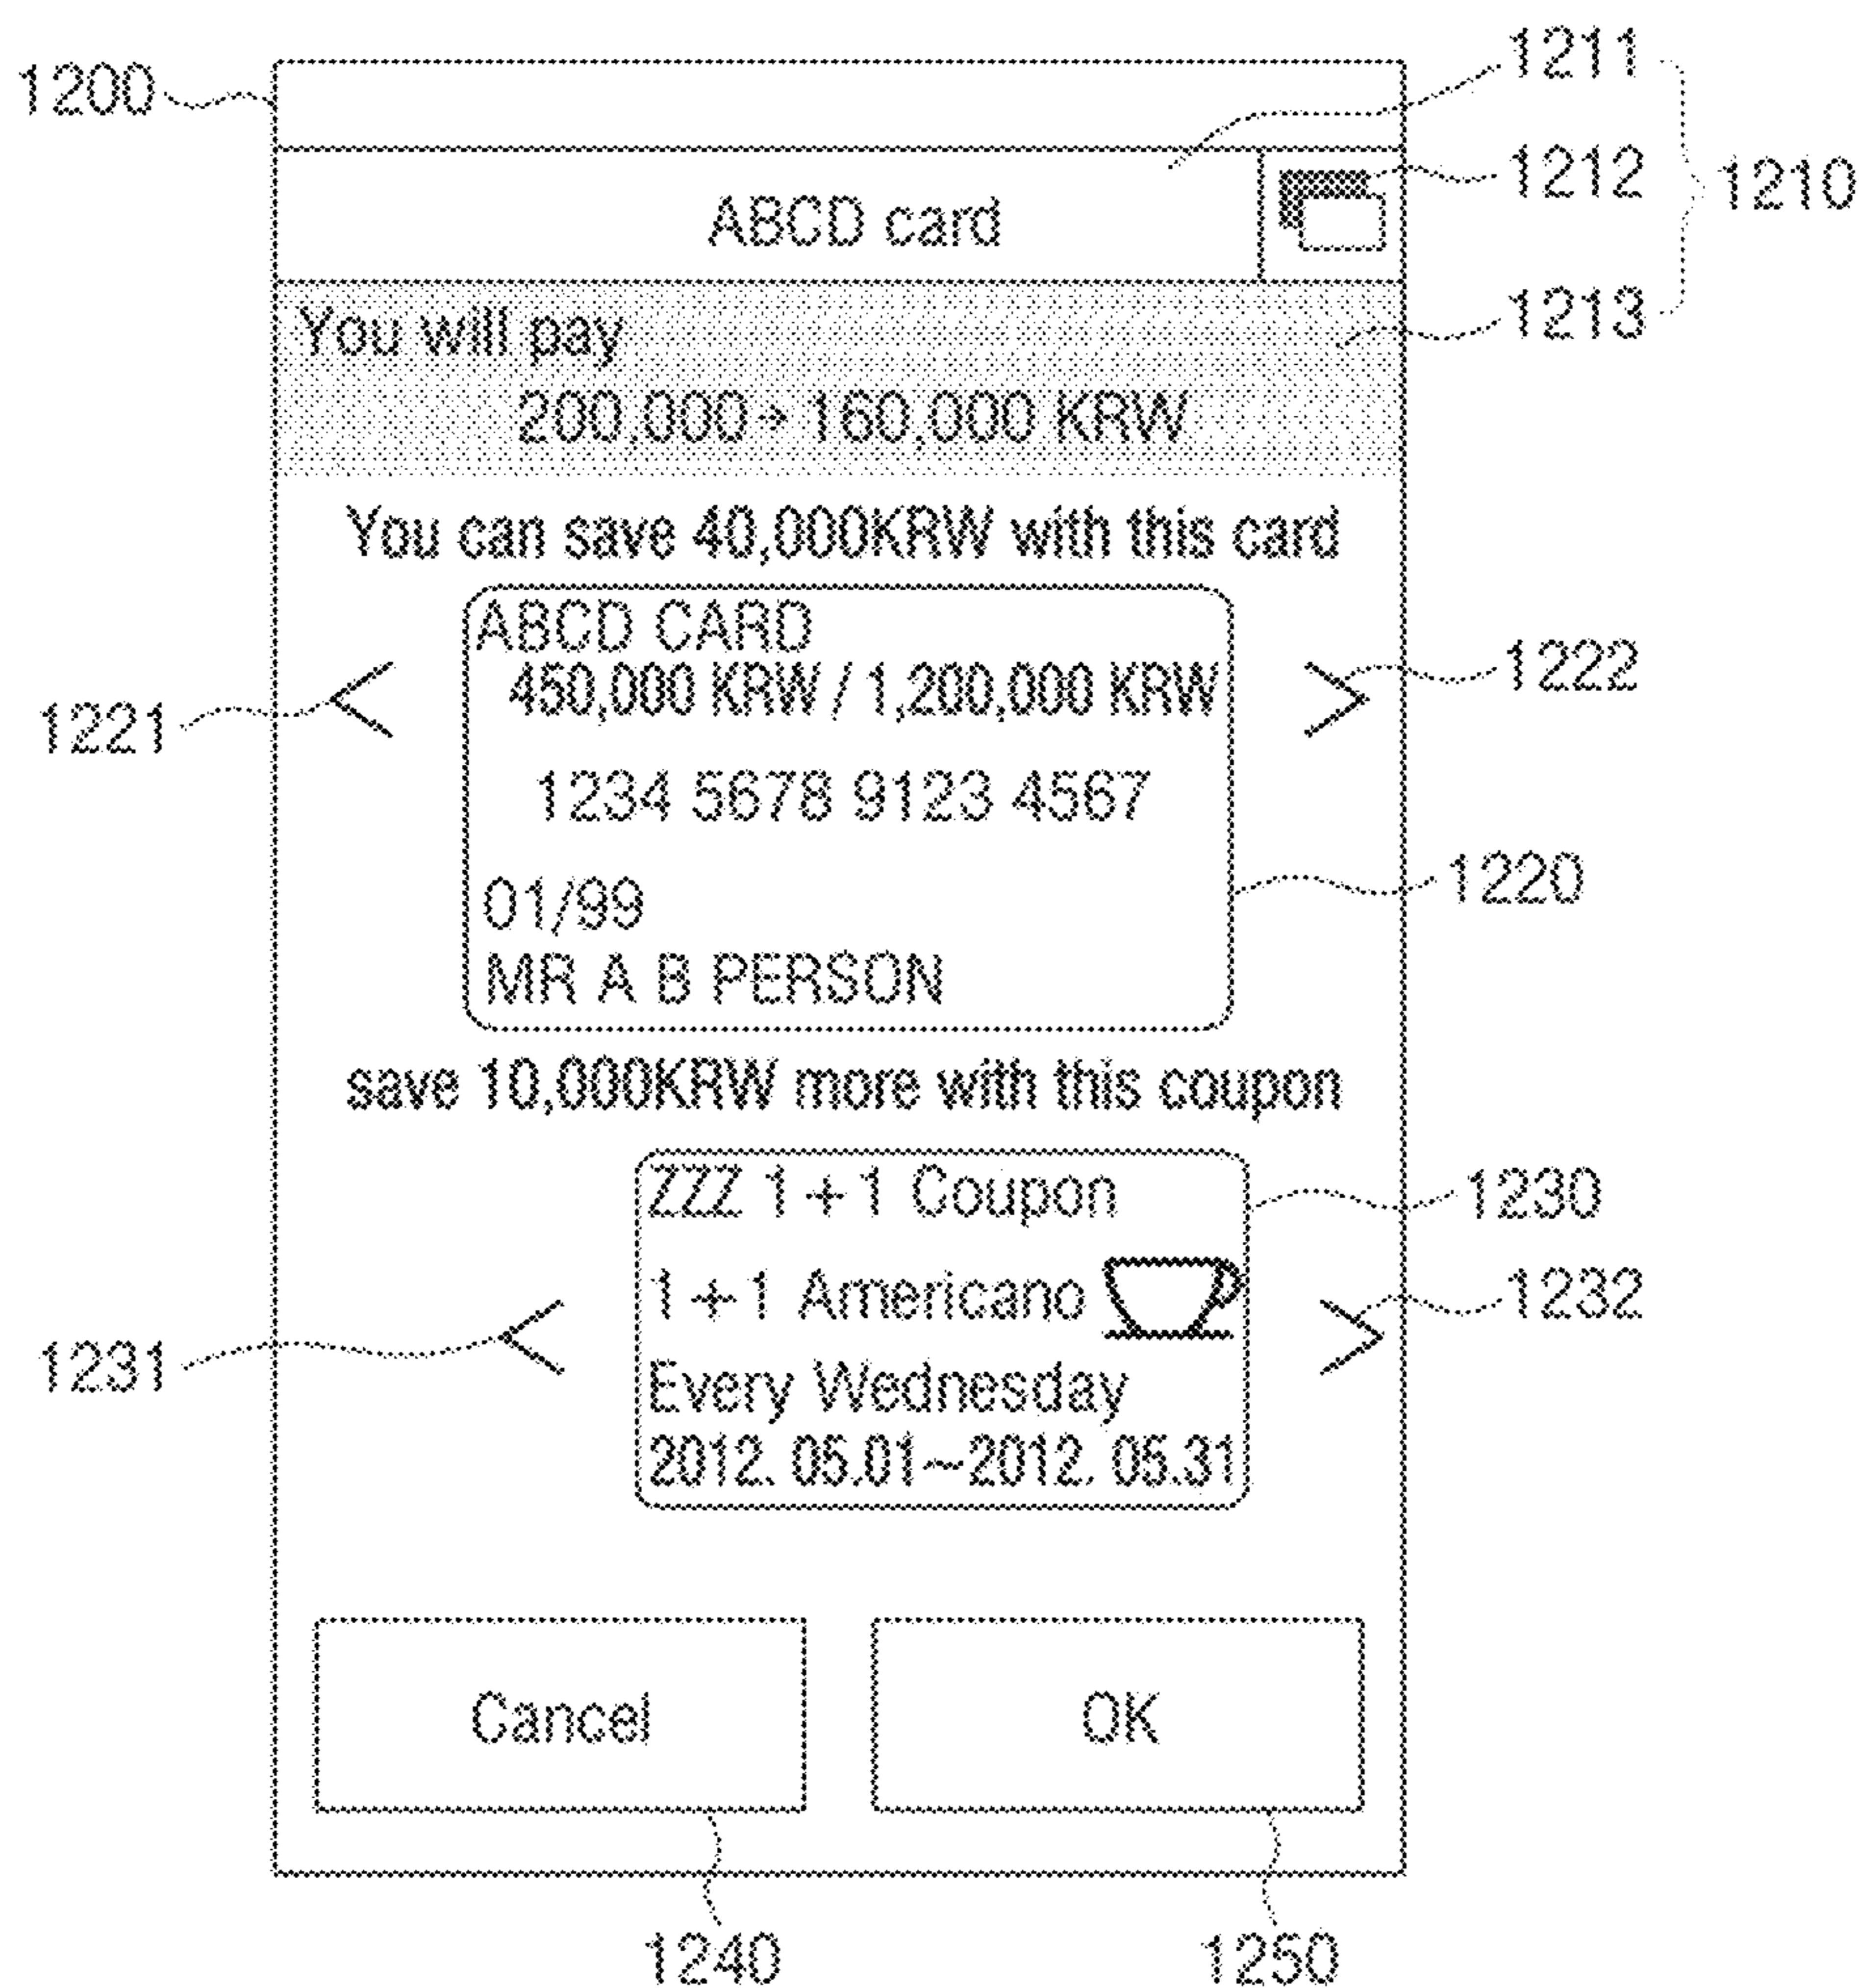 1211
1200
1212
1210
ABCD card
1213
You will pay
200,000→160,000 KRW
You can save 40,000KRW with this card
ABCD CARD
450,000 KRW / 1,200,000 KRW
1222
1221
1234 5678 9123 4567
1220
01/99
MR A B PERSON
save 10,000KRW more with this coupon
ZZZ 1+1 Coupon
1230
1+1 Americano
1232
1231
Every Wednesday
2012. 05.01~2012. 05.31
Cancel
OK
1240
1250